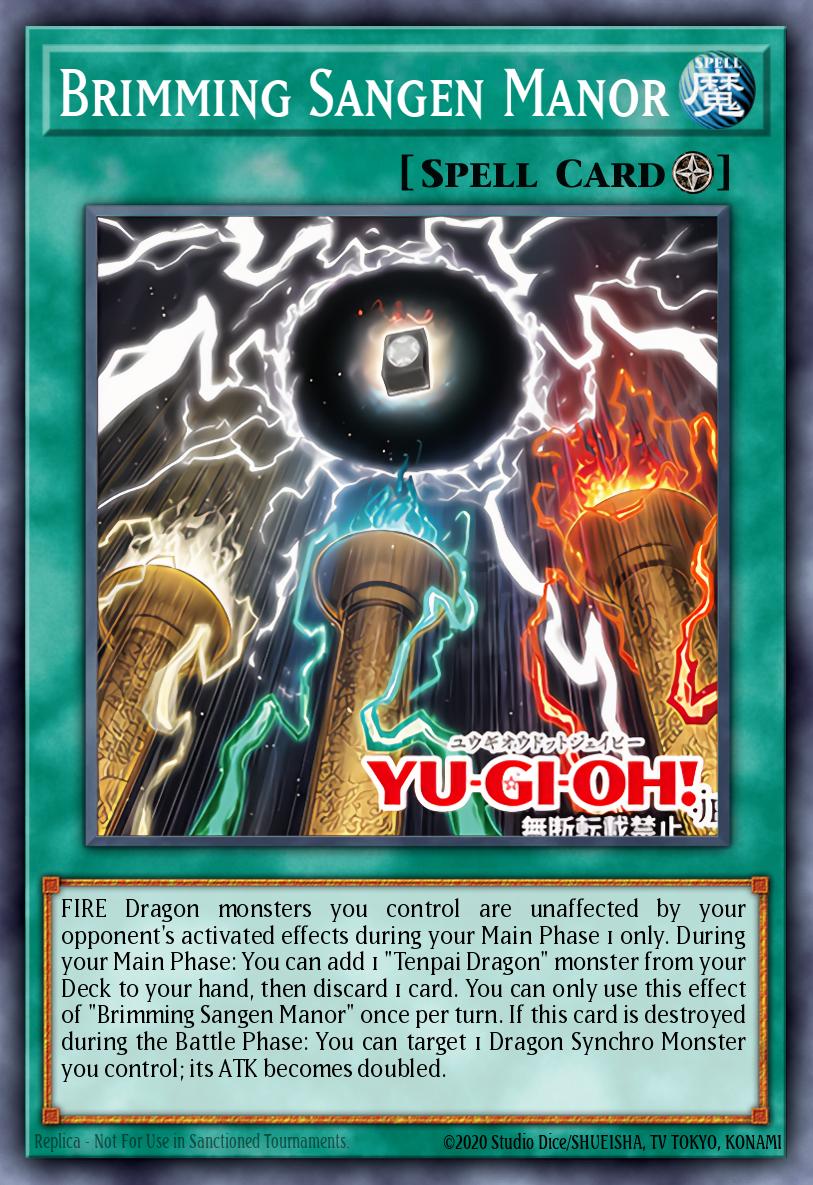 BRIMMING SANGEN MANOR
SPELL
魔
[SPELL CARD]
ユウギオウドットジェイピー
YU-GI-OH!
.JP
無断転載禁止
FIRE Dragon monsters you control are unaffected by your
opponent's activated effects during your Main Phase 1 only. During
your Main Phase: You can add 1 "Tenpai Dragon" monster from your
Deck to your hand, then discard 1 card. You can only use this effect
of "Brimming Sangen Manor" once per turn. If this card is destroyed
during the Battle Phase: You can target 1 Dragon Synchro Monster
you control; its ATK becomes doubled.
Replica - Not For Use in Sanctioned Tournaments.
©2020 Studio Dice/SHUEISHA, TV TOKYO, KONAMI